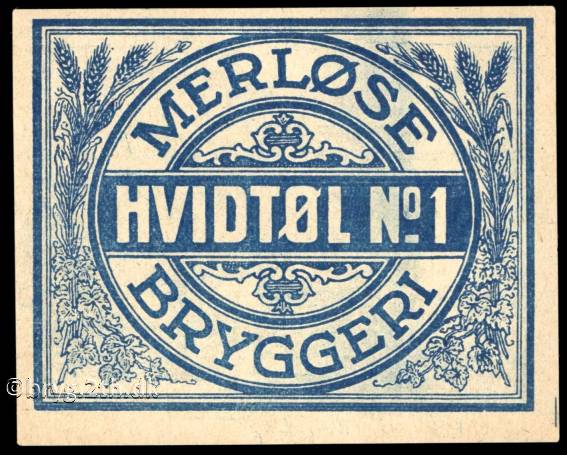 MERLØSE
HVIDTØL No. 1
BRYGGERI